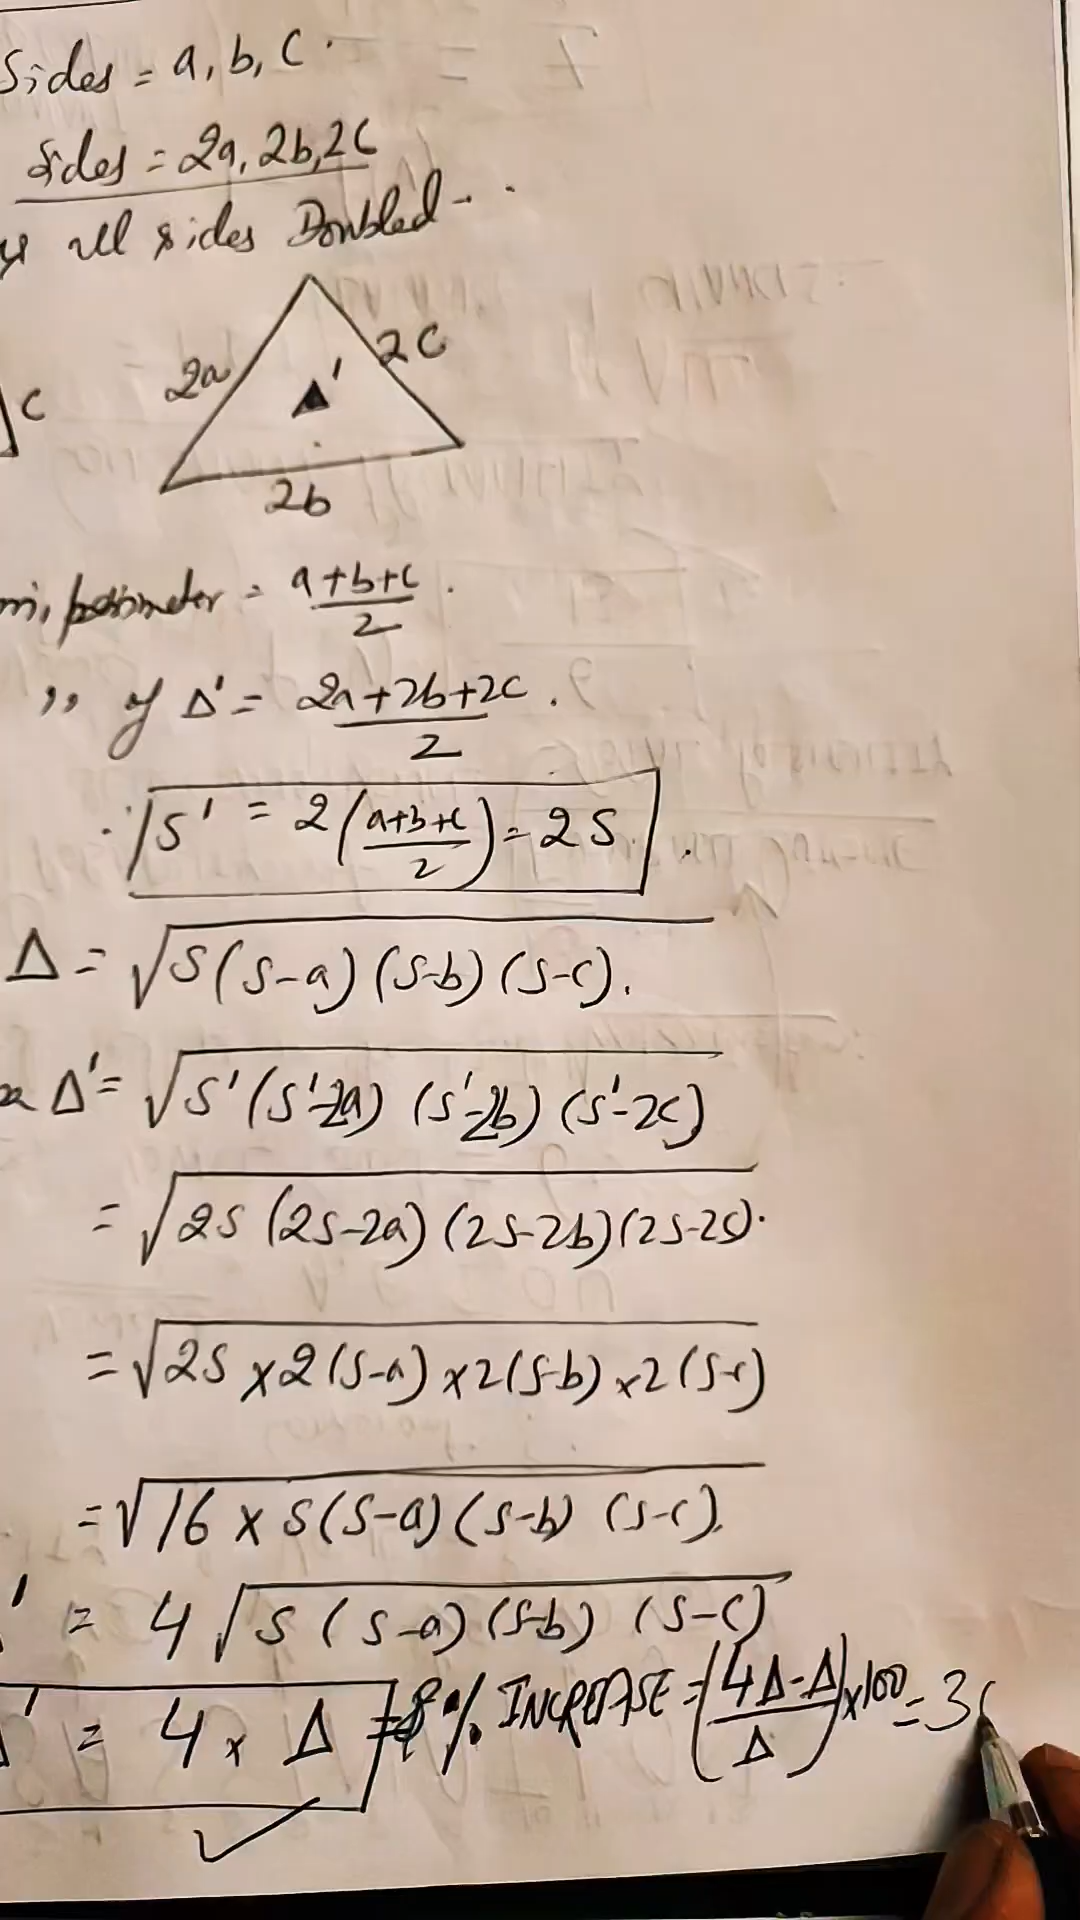 Sides = a, b, c.
Sides = 2a, 2b, 2c
all sides Doubled-..
2a
2c
Δ'
c
2b
perimeter = a+b+c/2.
,, of Δ' = 2a+2b+2c/2.
∴ S' = 2(a+b+c/2) = 2S.
Δ = √S(S-a)(S-b)(S-c).
Δ' = √S'(S'-2a)(S'-2b)(S'-2c)
= √2S(2S-2a)(2S-2b)(2S-2c).
= √2S×2(S-a)×2(S-b)×2(S-c)
= √16×S(S-a)(S-b)(S-c).
' = 4√S(S-a)(S-b)(S-c)
' = 4×Δ
% INCREASE = (4Δ-Δ/Δ)×100 = 3